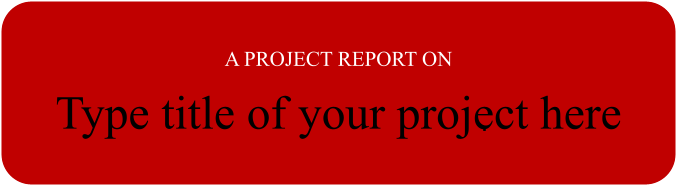 A PROJECT REPORT ON
Type title of your project here